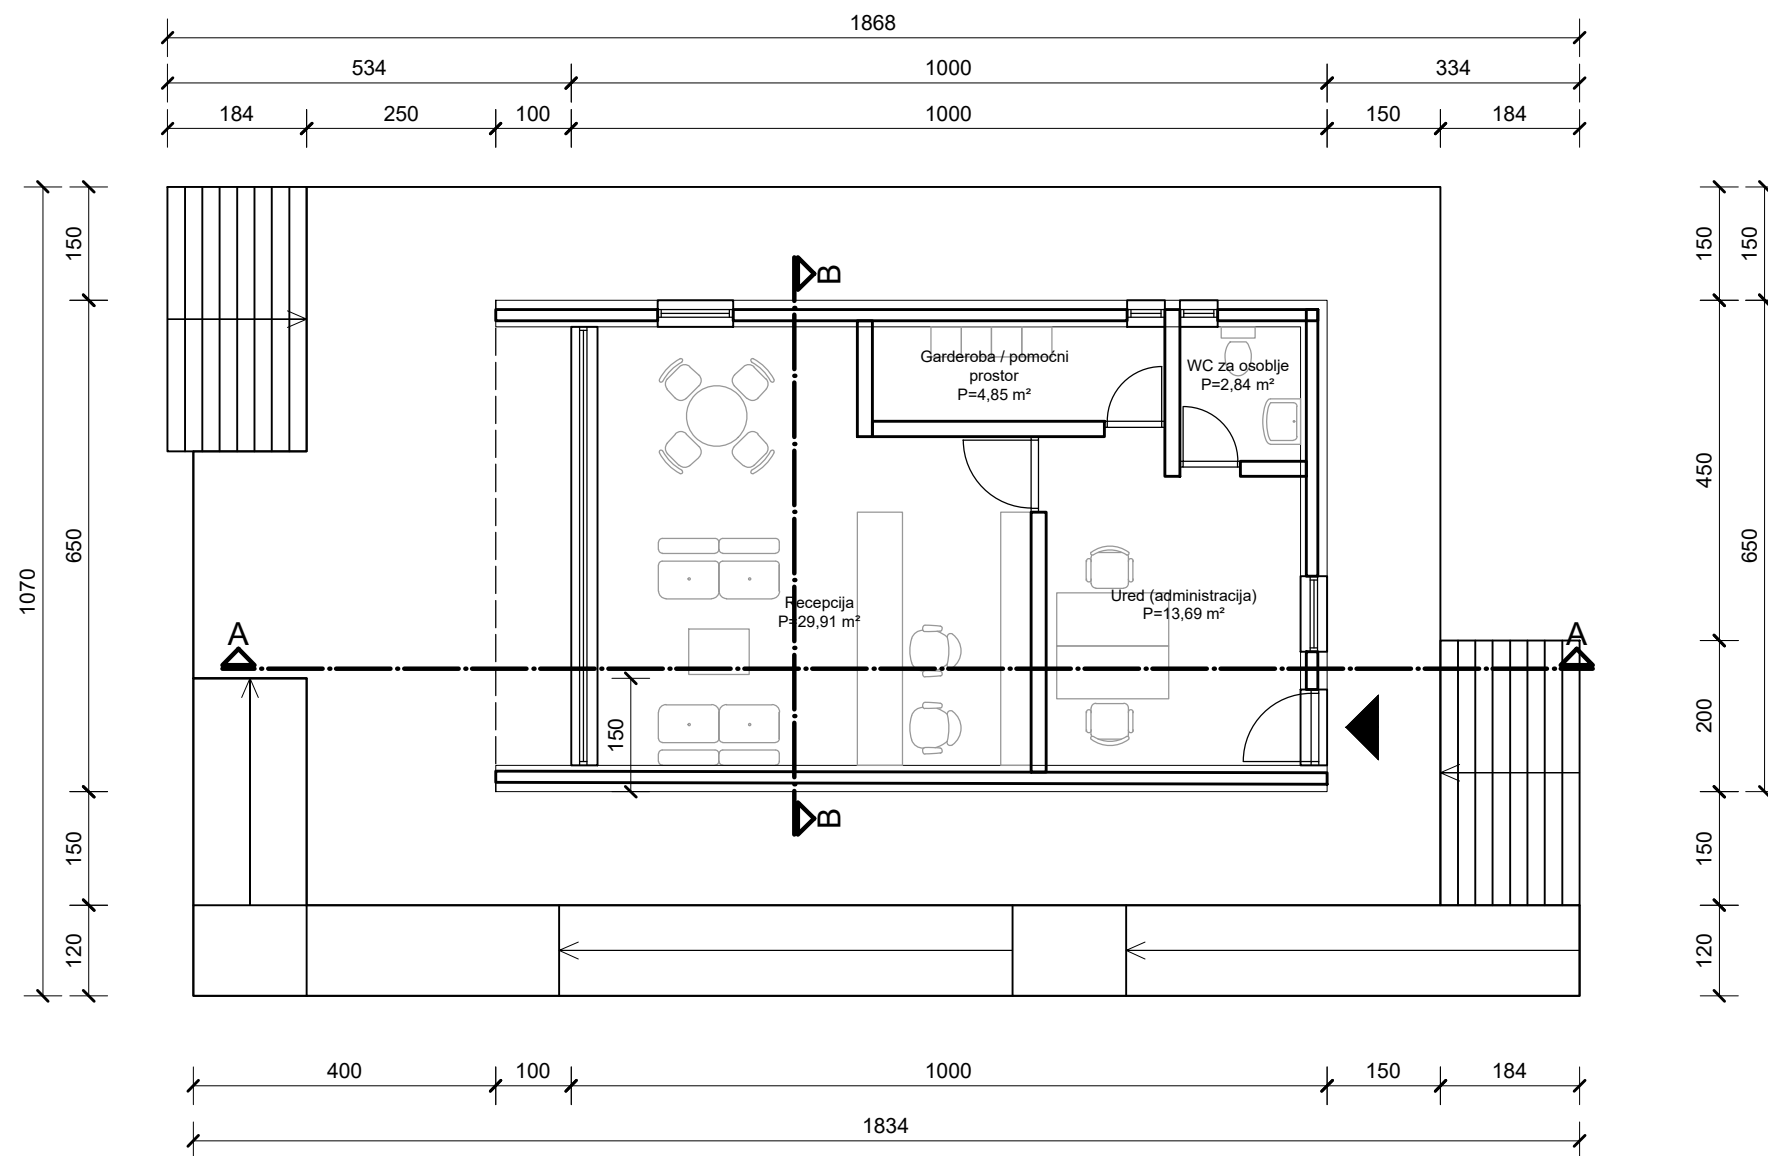 1868
534 1000 334
184 250 100 1000 150 184
150
650
150
120
1070
B
Garderoba / pomoćni
prostor
P=4,85 m²
WC za osoblje
P=2,84 m²
Recepcija
P=29,91 m²
Ured (administracija)
P=13,69 m²
A
A
150
B
150
450
200
150
120
150
650
400 100 1000 150 184
1834